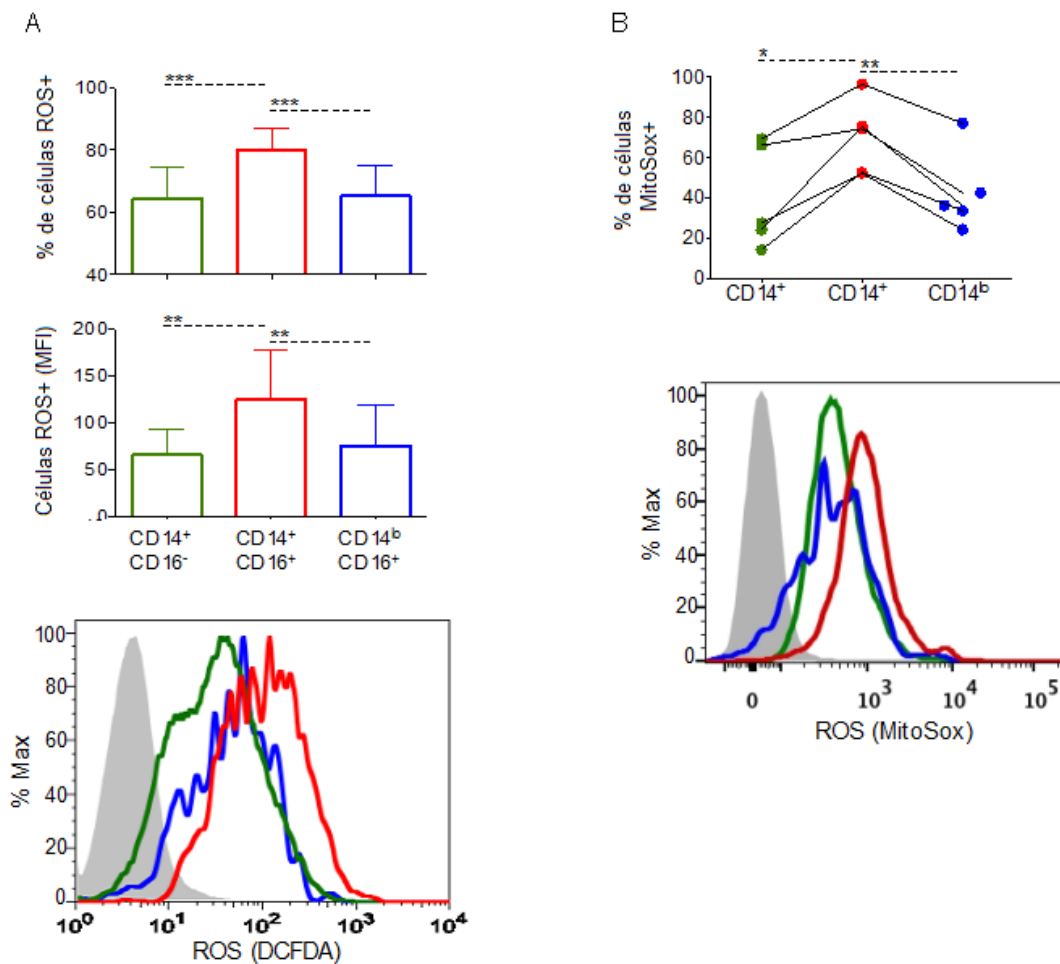 A
% de células ROS+
100
80
60
40
***
***
Células ROS+ (MFI)
200
150
100
50
.0
**
**
CD14⁺
CD16⁻
CD14⁺
CD16⁺
CD14ᵇ
CD16⁺
% Max
100
80
60
40
20
0
10⁰
10¹
10²
10³
10⁴
ROS (DCFDA)
B
% de células
MitoSox+
100
80
60
40
20
0
*
**
CD14⁺
CD14⁺
CD14ᵇ
% Max
100
80
60
40
20
0
0
10³
10⁴
10⁵
ROS (MitoSox)